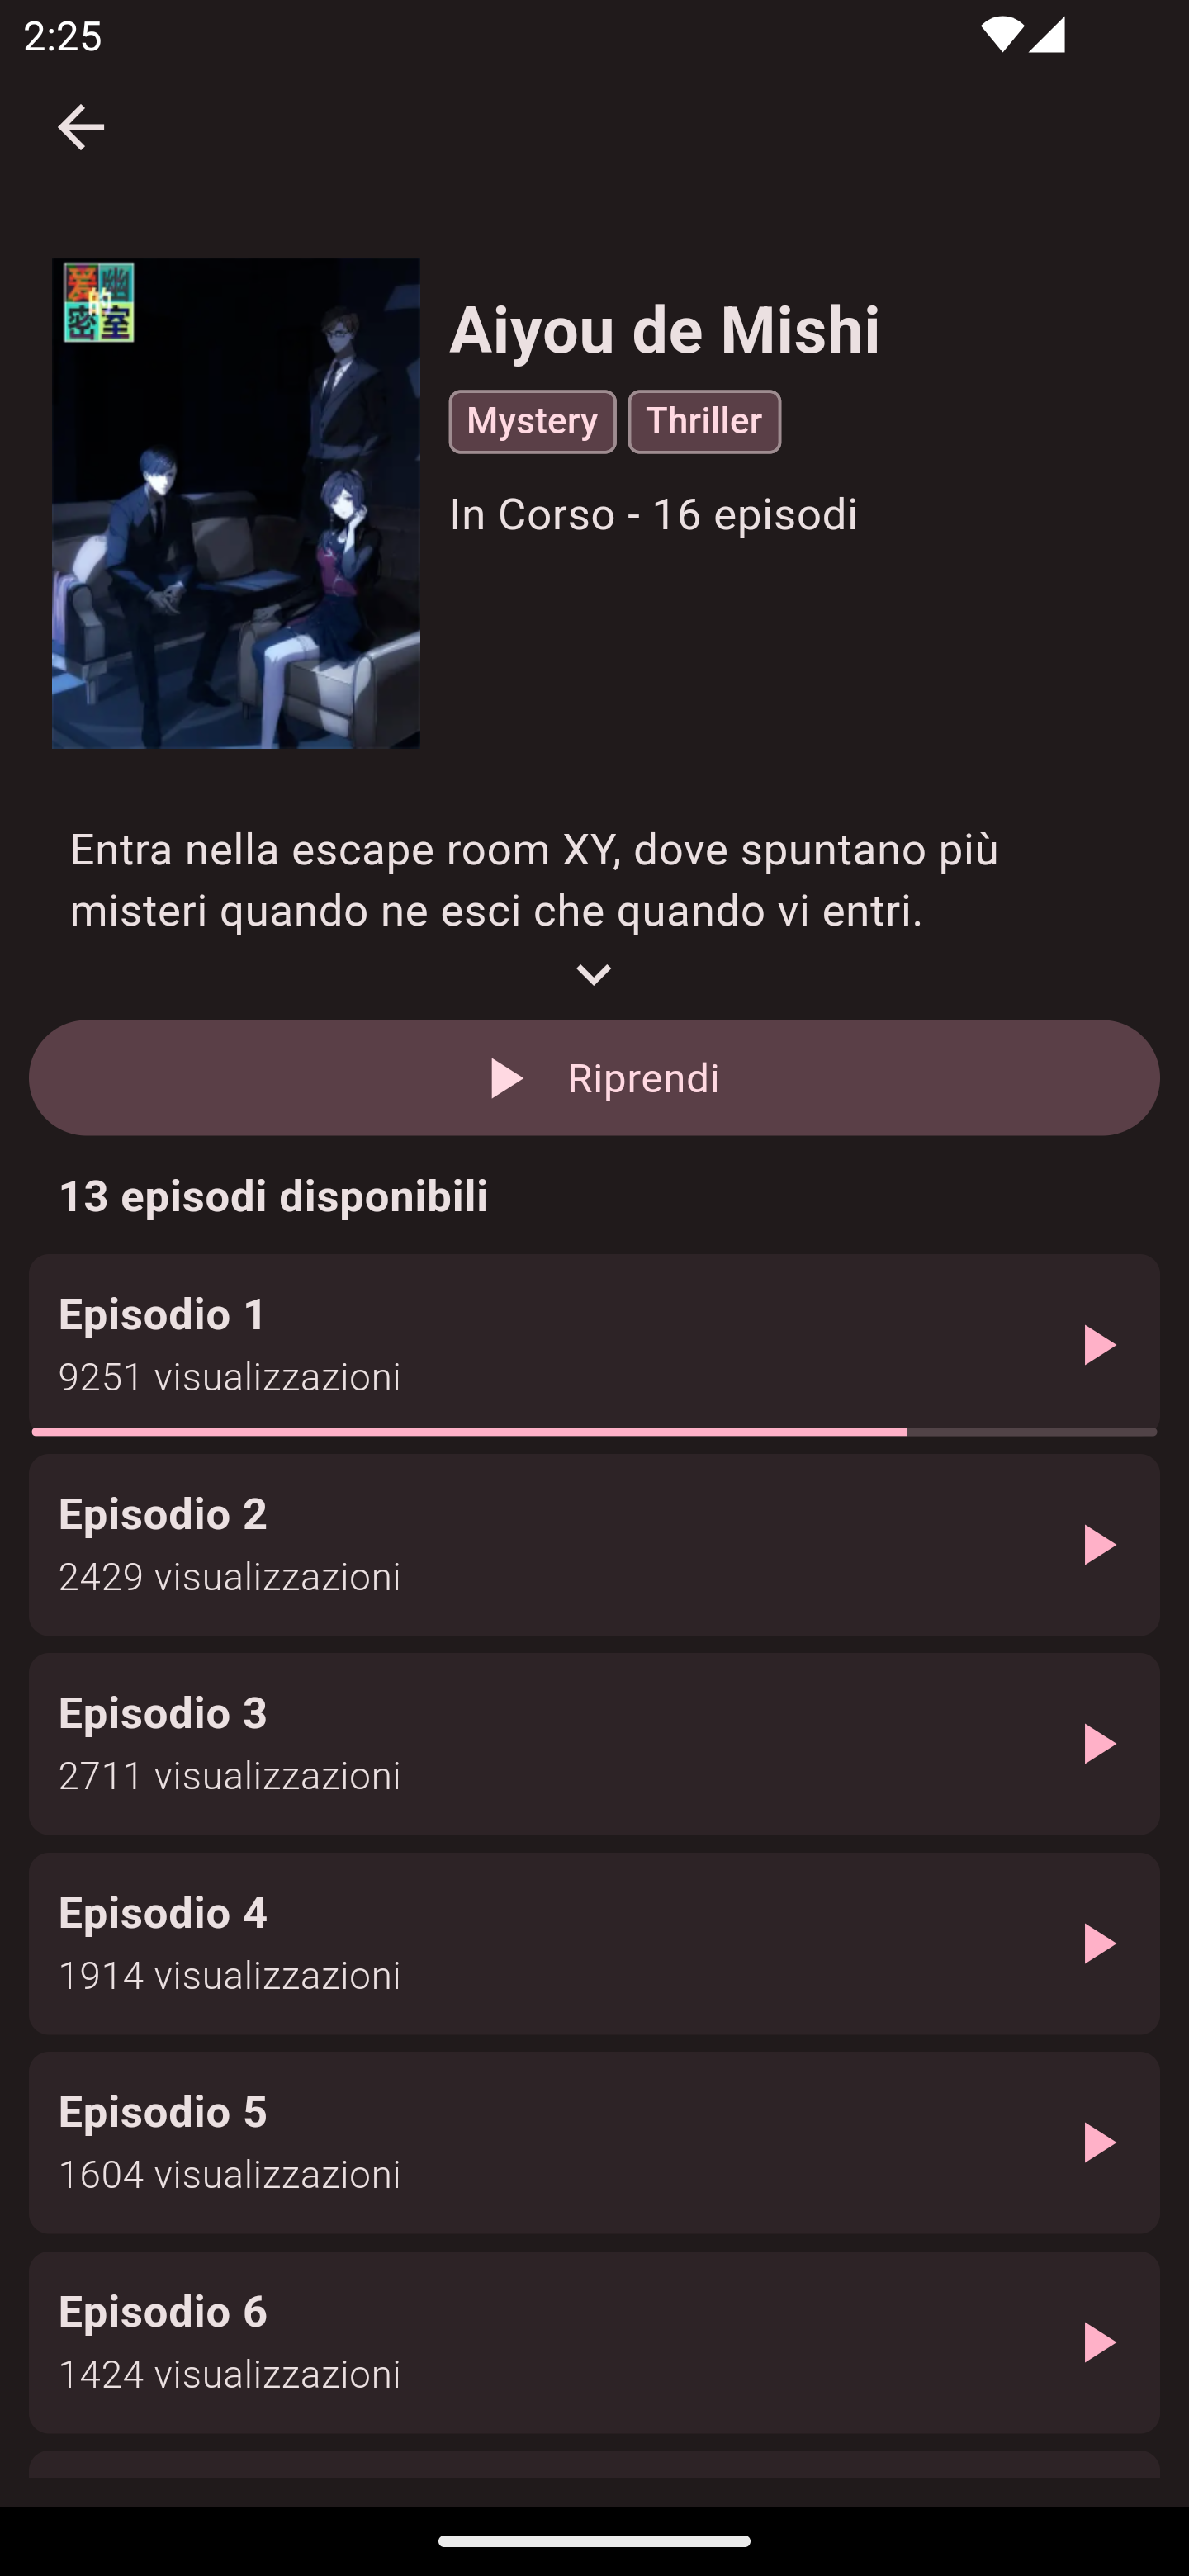 2:25
爱幽
的
密室
Aiyou de Mishi
Mystery
Thriller
In Corso - 16 episodi
Entra nella escape room XY, dove spuntano più
misteri quando ne esci che quando vi entri.
Riprendi
13 episodi disponibili
Episodio 1
9251 visualizzazioni
Episodio 2
2429 visualizzazioni
Episodio 3
2711 visualizzazioni
Episodio 4
1914 visualizzazioni
Episodio 5
1604 visualizzazioni
Episodio 6
1424 visualizzazioni